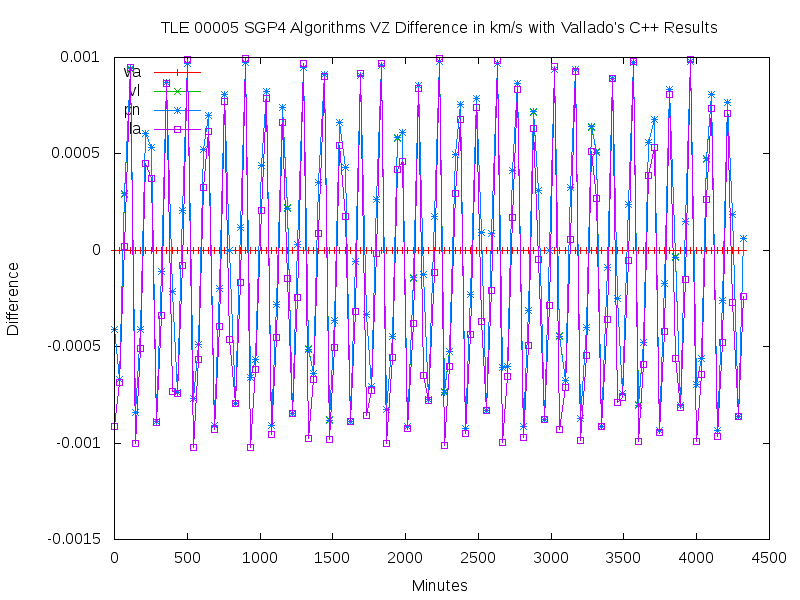 TLE 00005 SGP4 Algorithms VZ Difference in km/s with Vallado's C++ Results
0.001
va
vl
pn
la
0.0005
0
-0.0005
-0.001
-0.0015
0 500 1000 1500 2000 2500 3000 3500 4000 4500
Difference
Minutes